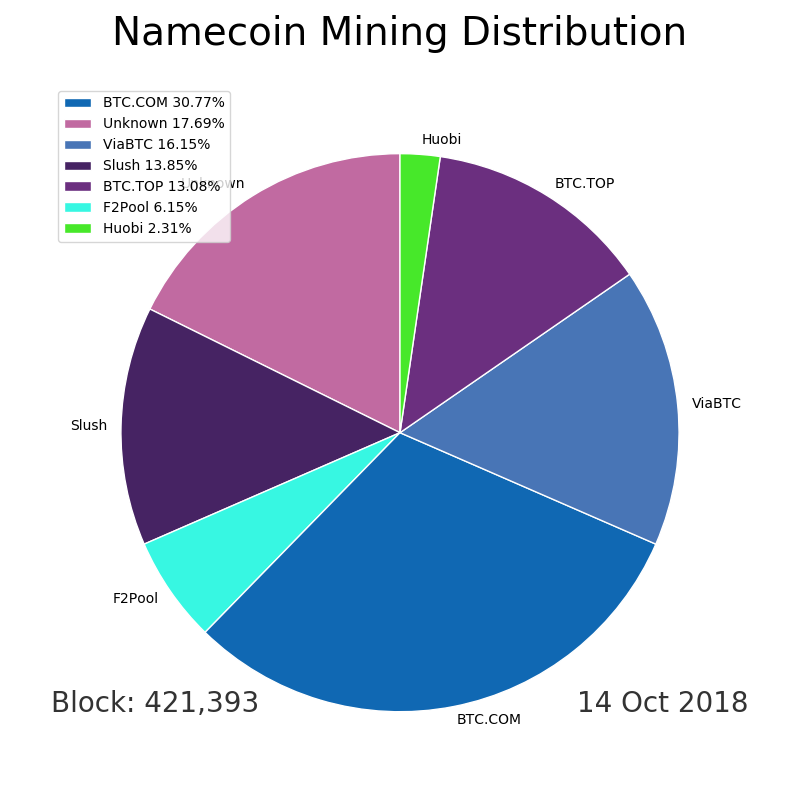 Namecoin Mining Distribution
BTC.COM 30.77%
Unknown 17.69%
ViaBTC 16.15%
Slush 13.85%
BTC.TOP 13.08%
F2Pool 6.15%
Huobi 2.31%
Huobi
BTC.TOP
Unknown
ViaBTC
Slush
F2Pool
BTC.COM
Block: 421,393
14 Oct 2018